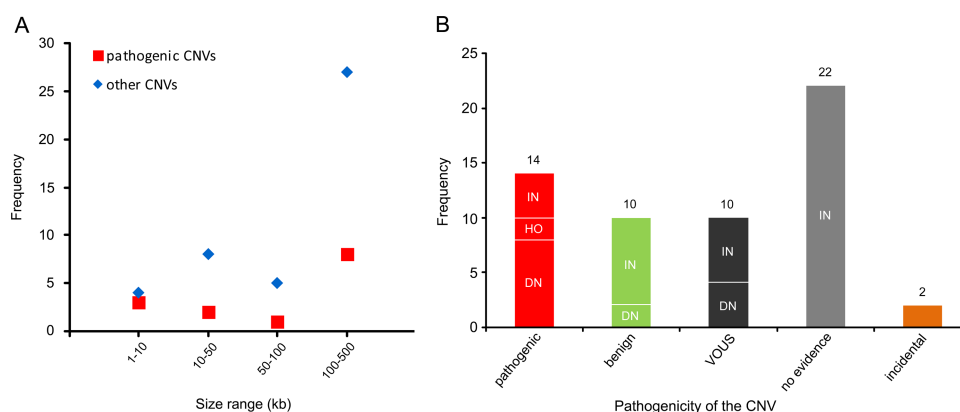 A
30
25
20
15
10
5
0
Frequency
pathogenic CNVs
other CNVs
1-10
10-50
50-100
100-500
Size range (kb)
B
25
20
15
10
5
0
Frequency
14
IN
HO
DN
10
IN
DN
10
IN
DN
22
IN
2
pathogenic
benign
VOUS
no evidence
incidental
Pathogenicity of the CNV